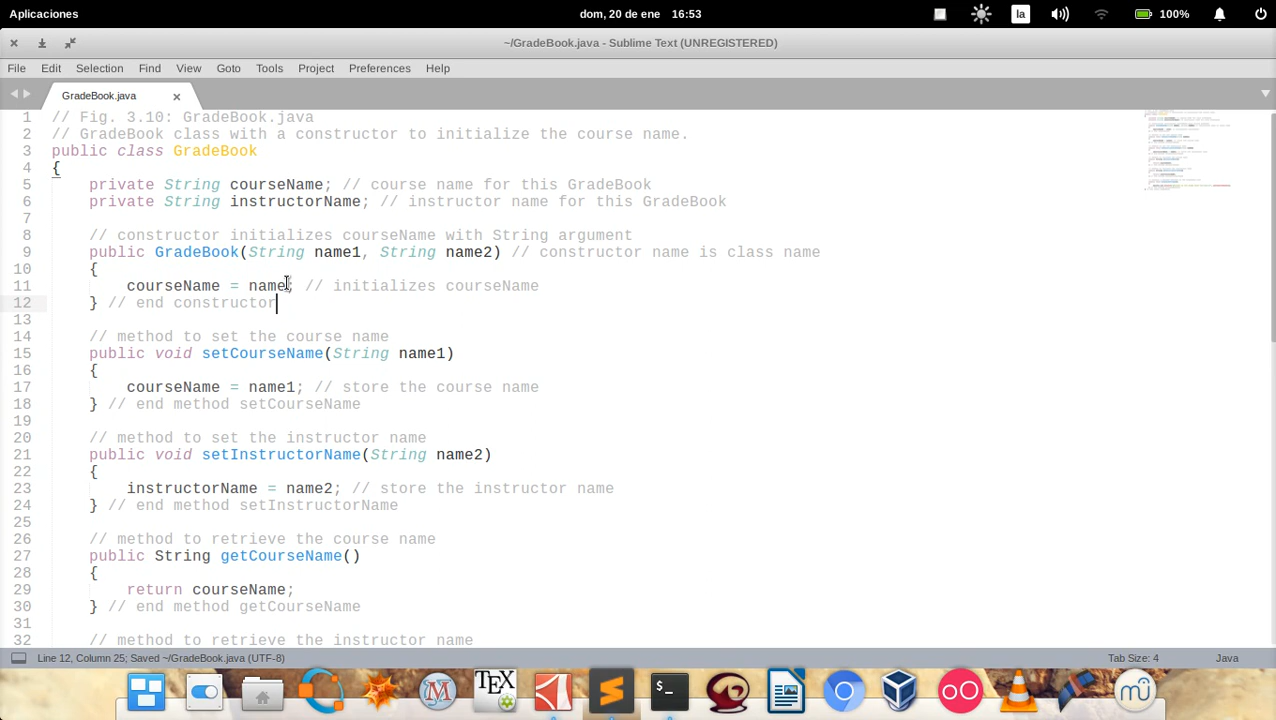 Aplicaciones
dom, 20 de ene 16:53
la
100%
~/GradeBook.java - Sublime Text (UNREGISTERED)
File Edit Selection Find View Goto Tools Project Preferences Help
GradeBook.java
1 // Fig. 3.10: GradeBook.java
2 // GradeBook class with a constructor to initialize the course name.
3 public class GradeBook
4 {
5 private String courseName; // course name for this GradeBook
6 private String instructorName; // instructor name for this GradeBook
7
8 // constructor initializes courseName with String argument
9 public GradeBook(String name1, String name2) // constructor name is class name
10 {
11 courseName = name; // initializes courseName
12 } // end constructor
13
14 // method to set the course name
15 public void setCourseName(String name1)
16 {
17 courseName = name1; // store the course name
18 } // end method setCourseName
19
20 // method to set the instructor name
21 public void setInstructorName(String name2)
22 {
23 instructorName = name2; // store the instructor name
24 } // end method setInstructorName
25
26 // method to retrieve the course name
27 public String getCourseName()
28 {
29 return courseName;
30 } // end method getCourseName
31
32 // method to retrieve the instructor name
Line 12, Column 25; Saved ~/GradeBook.java (UTF-8)
Tab Size: 4
Java
TEX